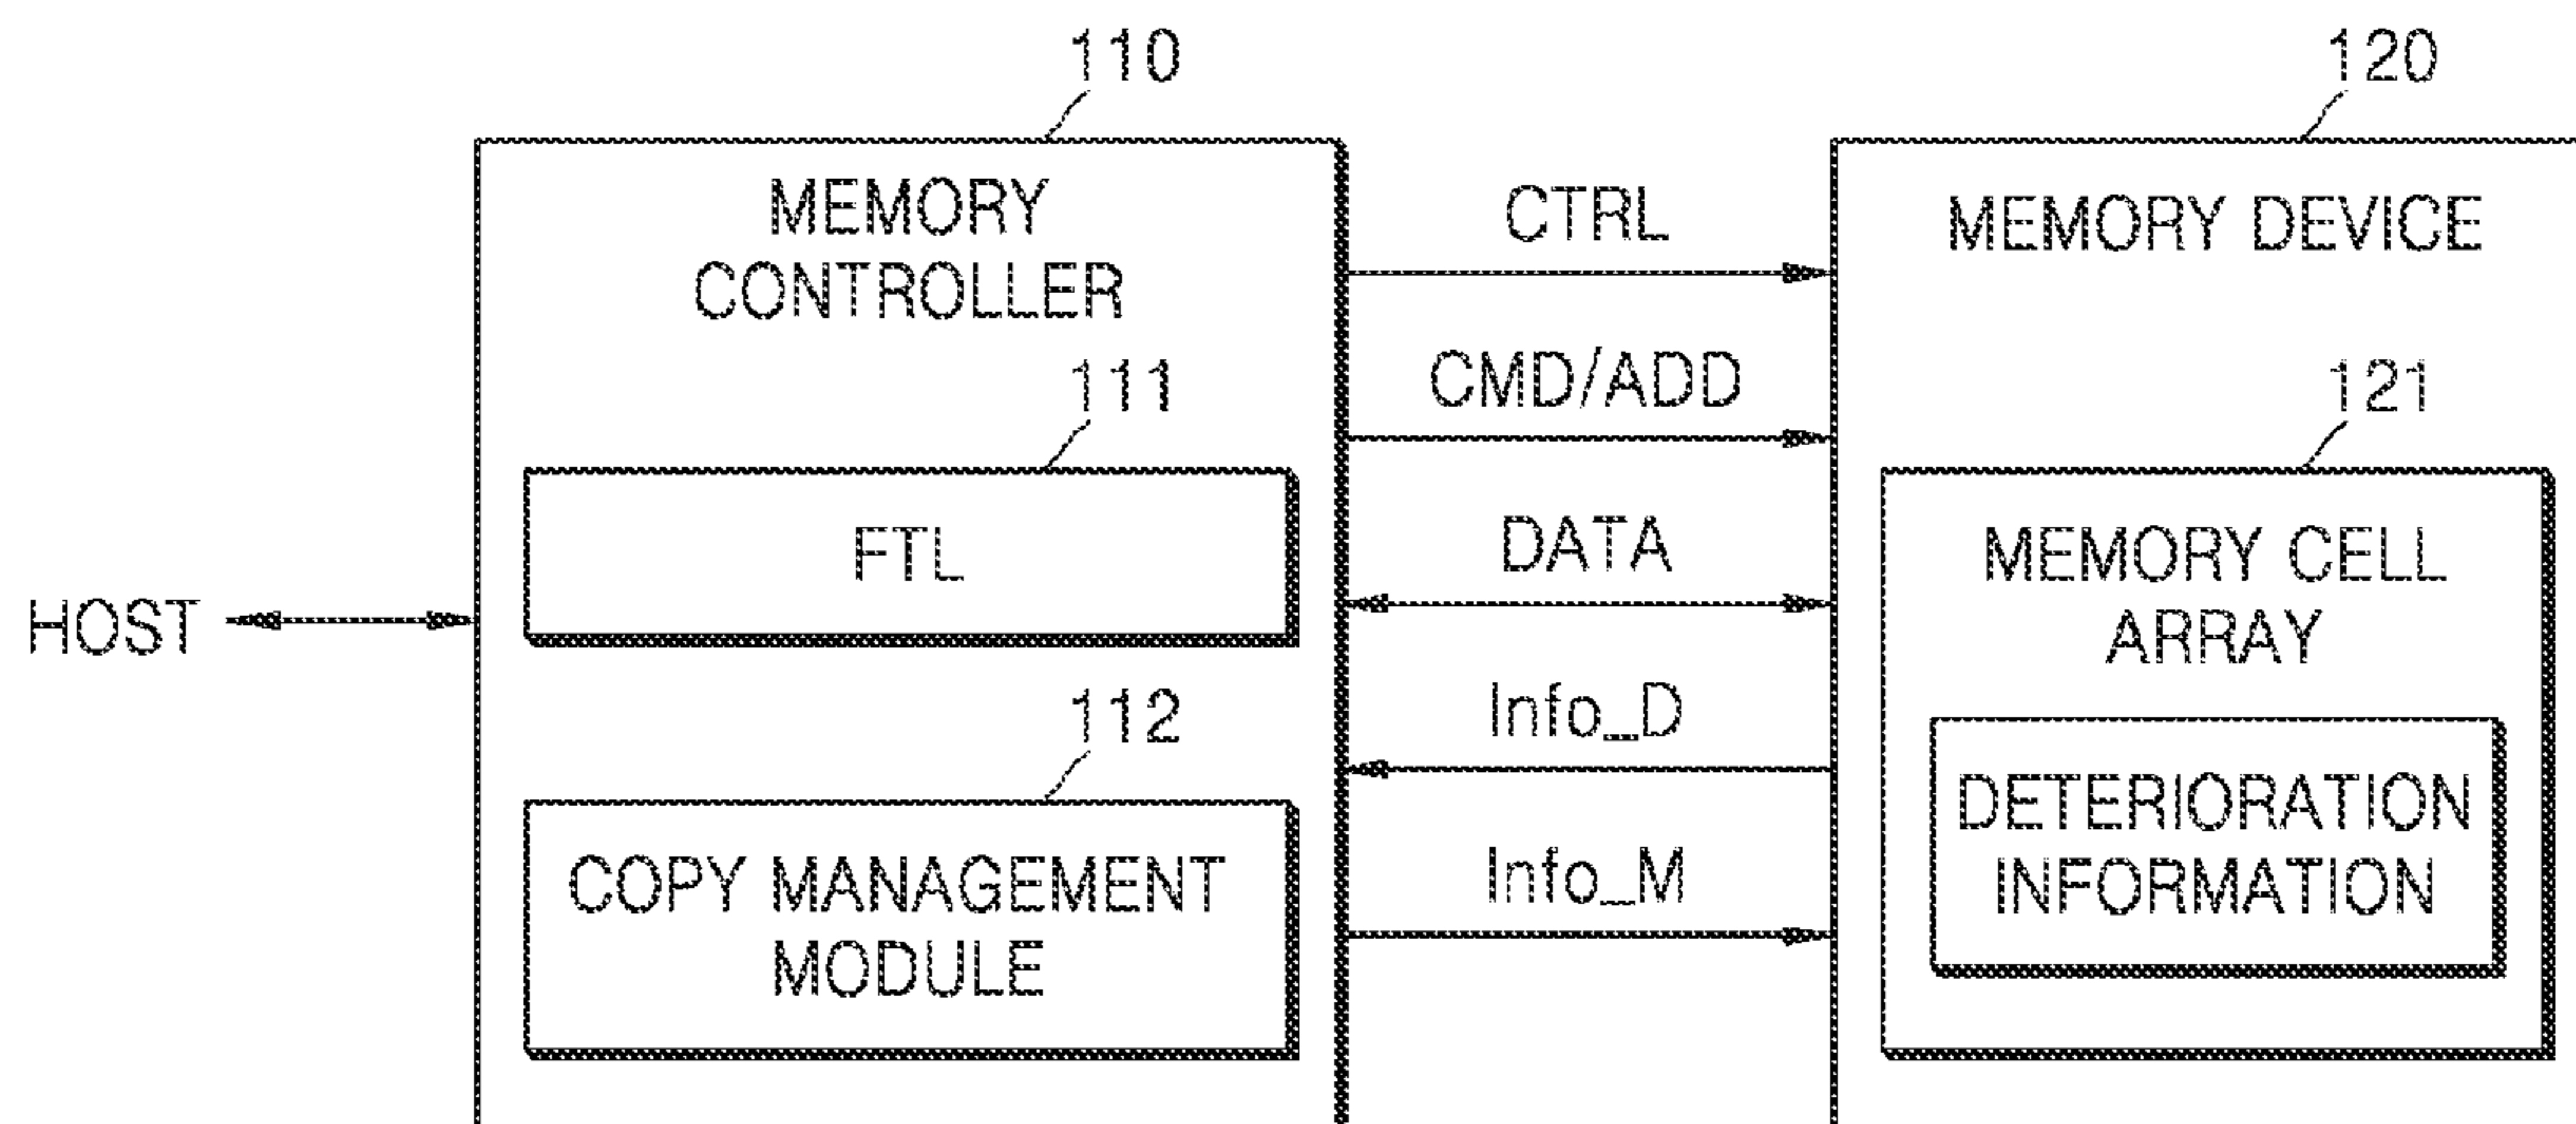 110
120
MEMORY
CONTROLLER
CTRL
MEMORY DEVICE
CMD/ADD
111
121
FTL
DATA
MEMORY CELL
ARRAY
HOST
Info_D
112
DETERIORATION
INFORMATION
COPY MANAGEMENT
MODULE
Info_M